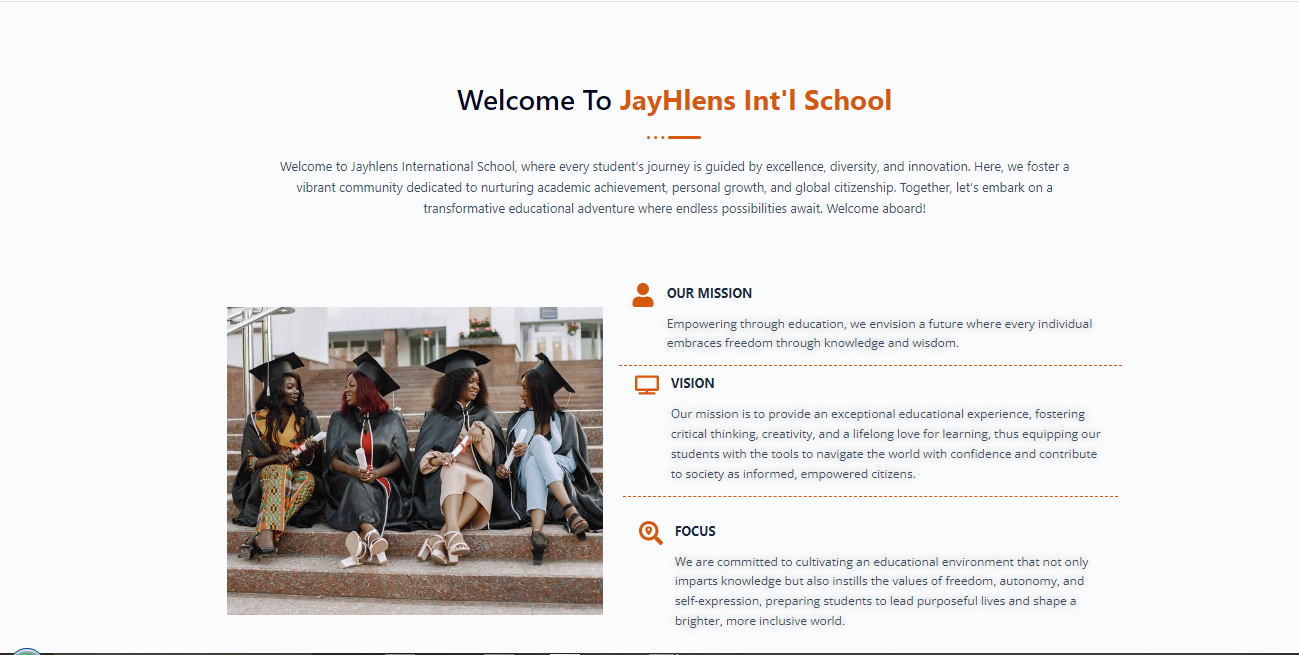 Welcome To JayHlens Int'l School
Welcome to Jayhlens International School, where every student's journey is guided by excellence, diversity, and innovation. Here, we foster a
vibrant community dedicated to nurturing academic achievement, personal growth, and global citizenship. Together, let's embark on a
transformative educational adventure where endless possibilities await. Welcome aboard!
OUR MISSION
Empowering through education, we envision a future where every individual
embraces freedom through knowledge and wisdom.
VISION
Our mission is to provide an exceptional educational experience, fostering
critical thinking, creativity, and a lifelong love for learning, thus equipping our
students with the tools to navigate the world with confidence and contribute
to society as informed, empowered citizens.
FOCUS
We are committed to cultivating an educational environment that not only
imparts knowledge but also instills the values of freedom, autonomy, and
self-expression, preparing students to lead purposeful lives and shape a
brighter, more inclusive world.